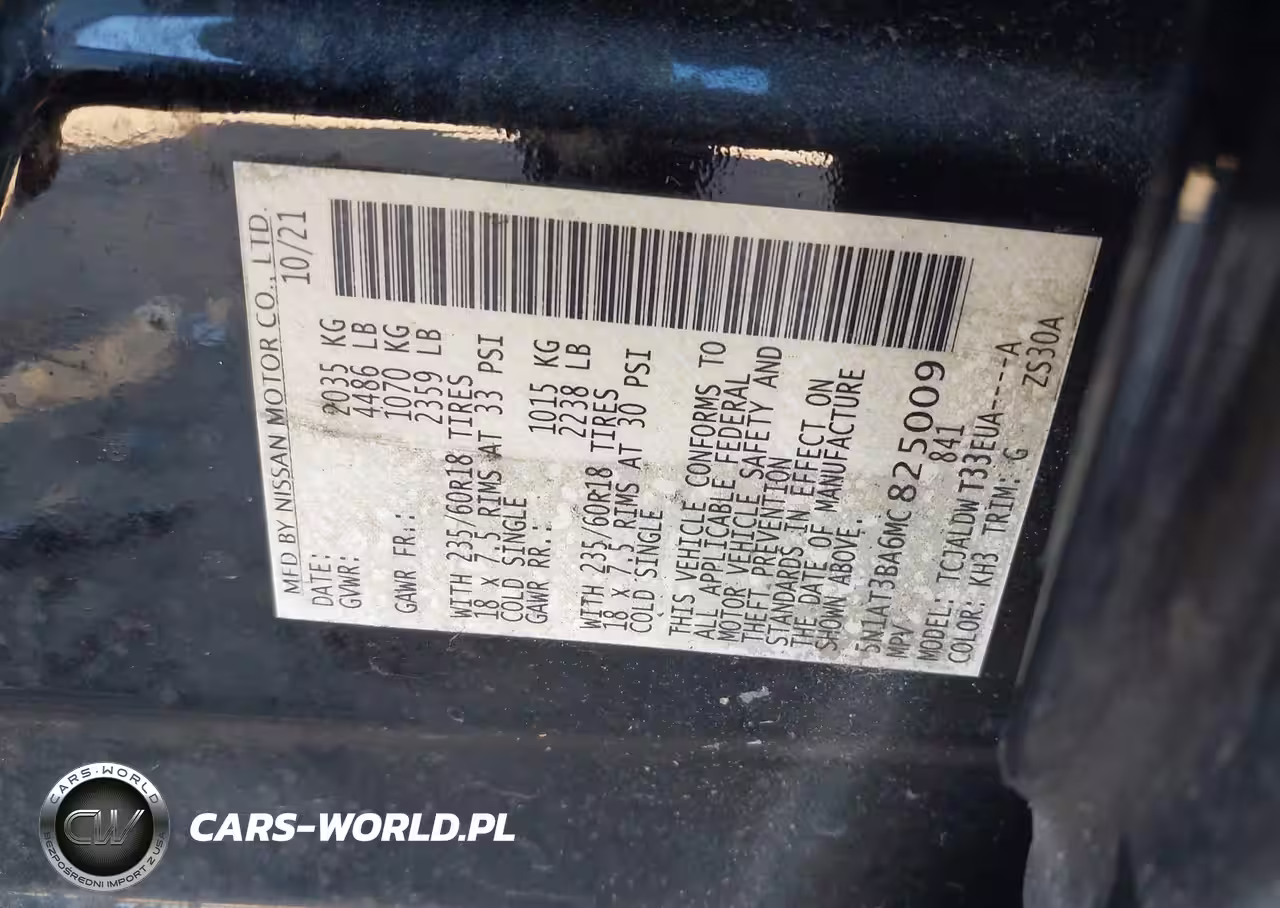 MFD BY NISSAN MOTOR CO., LTD.
DATE: 10/21
GVWR: 2035 KG
4486 LB
GAWR FR.: 1070 KG
2359 LB
WITH 235/60R18 TIRES
18 X 7.5 RIMS AT 33 PSI
COLD SINGLE
GAWR RR.: 1015 KG
2238 LB
WITH 235/60R18 TIRES
18 X 7.5 RIMS AT 30 PSI
COLD SINGLE
THIS VEHICLE CONFORMS TO
ALL APPLICABLE FEDERAL
MOTOR VEHICLE SAFETY AND
THEFT PREVENTION
STANDARDS IN EFFECT ON
THE DATE OF MANUFACTURE
SHOWN ABOVE.
5N1AT3BA6MC825009
MPV 841
MODEL: TCJALDWT33EUA-----A
COLOR: KH3 TRIM: G ZS30A
CARS-WORLD
CW
BEZPOŚREDNI IMPORT Z USA
CARS-WORLD.PL